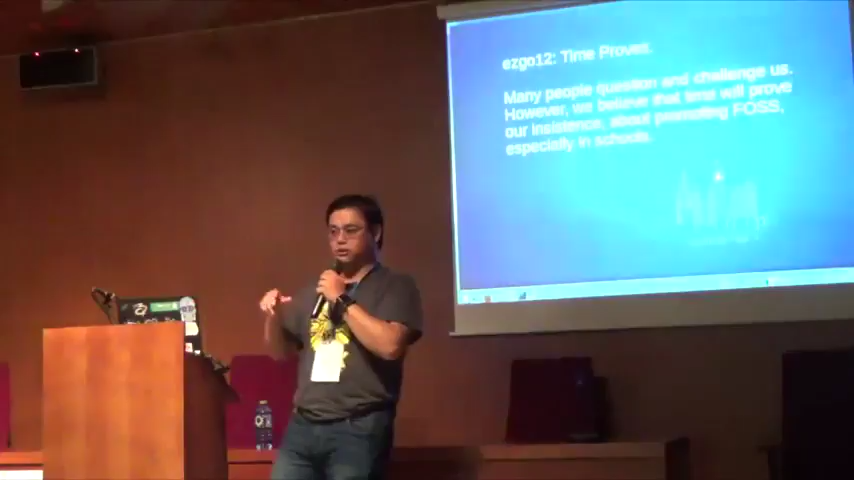 ezgo12: Time Proves.
Many people question and challenge us.
However, we believe that time will prove
our insistence, about promoting FOSS,
especially in schools.